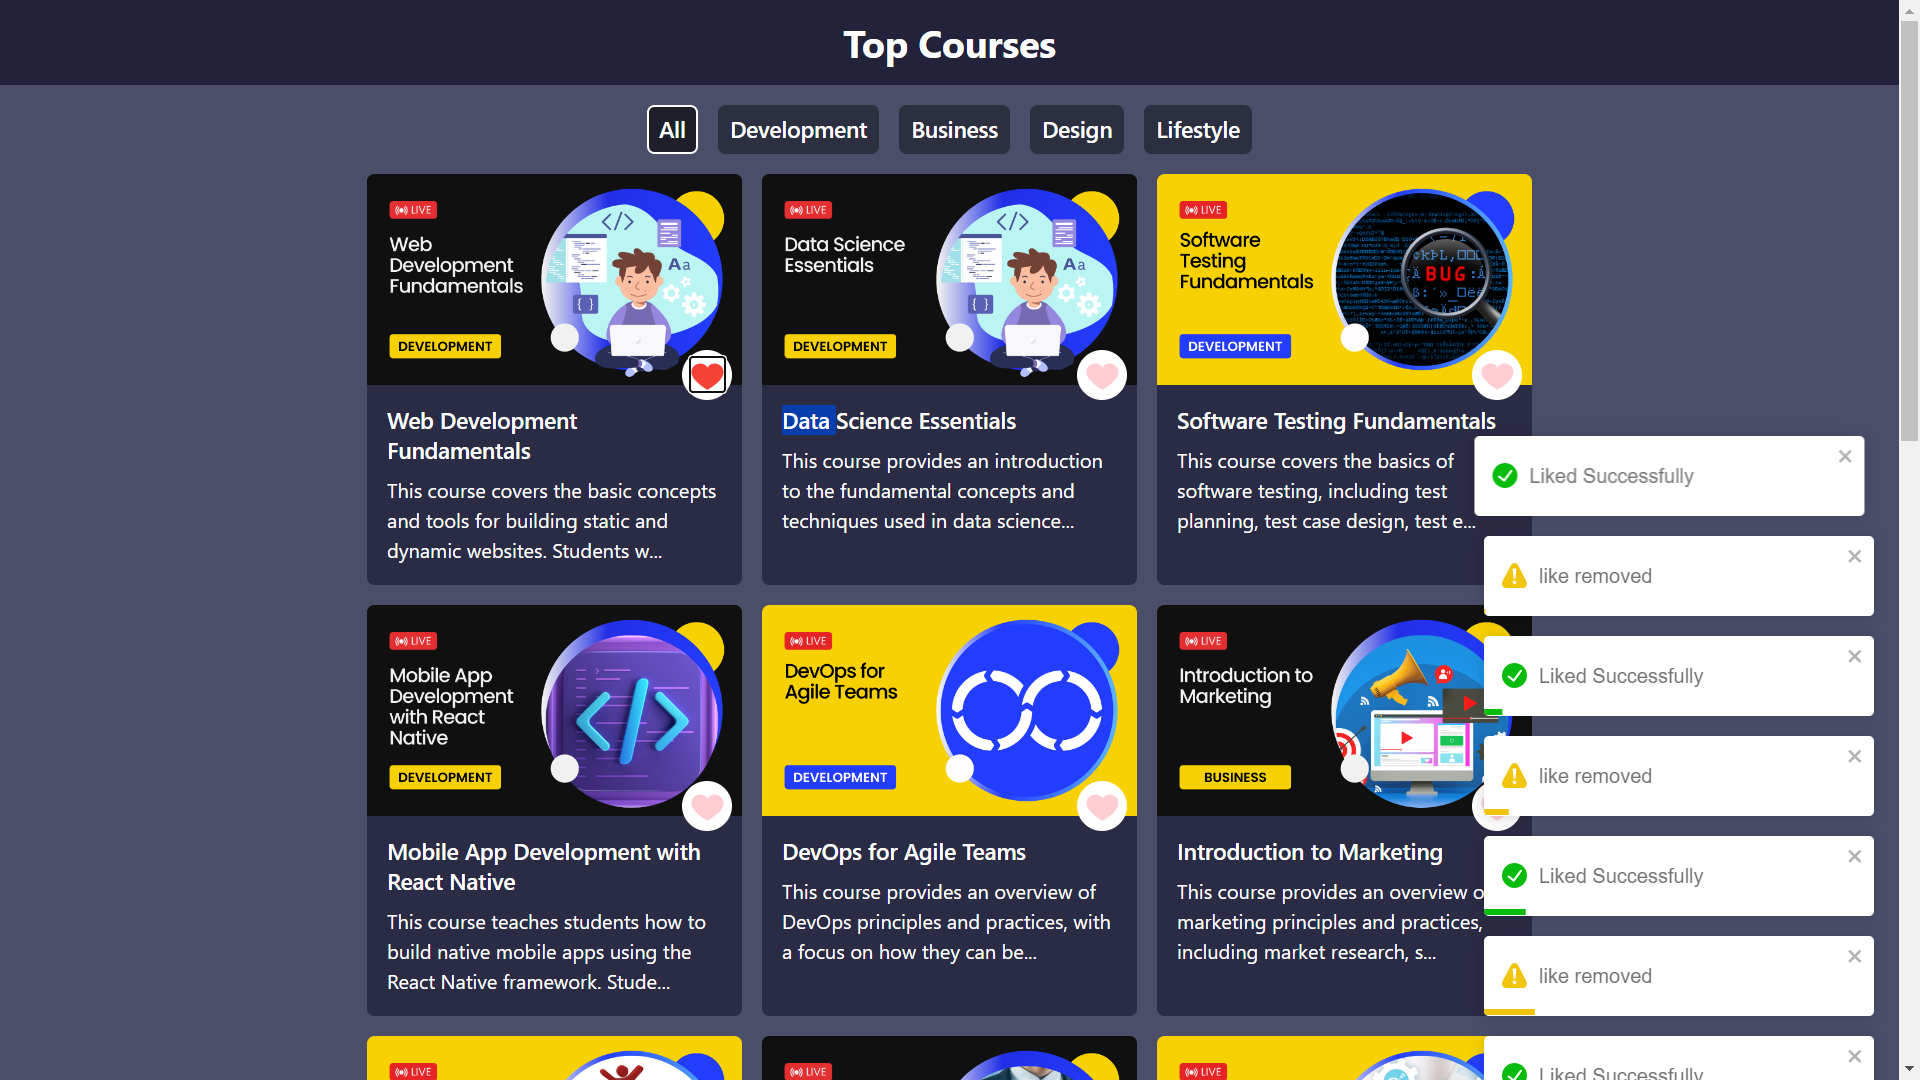 Top Courses
All
Development
Business
Design
Lifestyle
LIVE
Web
Development
Fundamentals
DEVELOPMENT
Web Development
Fundamentals
This course covers the basic concepts
and tools for building static and
dynamic websites. Students w...
LIVE
Data Science
Essentials
DEVELOPMENT
Data Science Essentials
This course provides an introduction
to the fundamental concepts and
techniques used in data science...
LIVE
Software
Testing
Fundamentals
BUG
DEVELOPMENT
Software Testing Fundamentals
This course covers the basics of
software testing, including test
planning, test case design, test e...
LIVE
Mobile App
Development
with React
Native
DEVELOPMENT
Mobile App Development with
React Native
This course teaches students how to
build native mobile apps using the
React Native framework. Stude...
LIVE
DevOps for
Agile Teams
DEVELOPMENT
DevOps for Agile Teams
This course provides an overview of
DevOps principles and practices, with
a focus on how they can be...
LIVE
Introduction to
Marketing
BUSINESS
Introduction to Marketing
This course provides an overview o
marketing principles and practices,
including market research, s...
LIVE
LIVE
LIVE
Liked Successfully
like removed
Liked Successfully
like removed
Liked Successfully
like removed
Liked Successfully